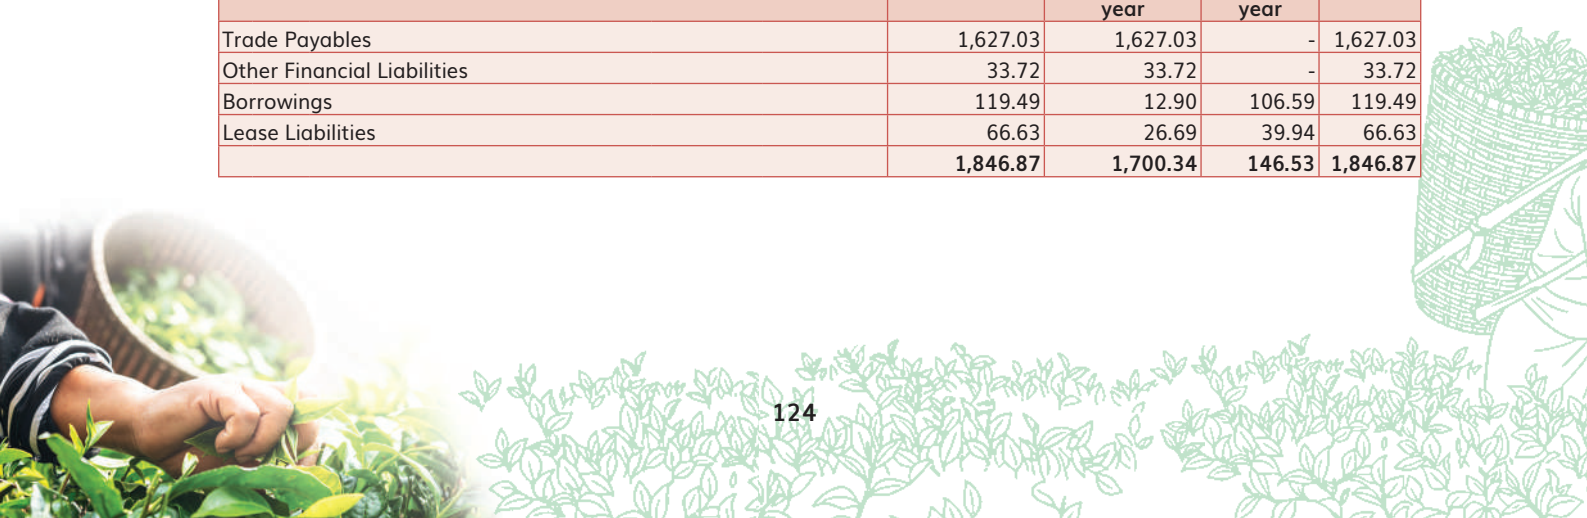 year year
Trade Payables 1,627.03 1,627.03 - 1,627.03
Other Financial Liabilities 33.72 33.72 - 33.72
Borrowings 119.49 12.90 106.59 119.49
Lease Liabilities 66.63 26.69 39.94 66.63
1,846.87 1,700.34 146.53 1,846.87
124